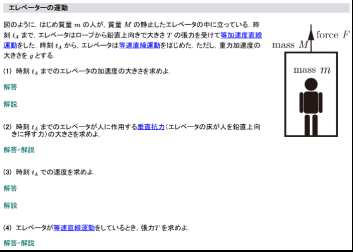 エレベーターの運動
図のように、はじめ質量 m の人が、質量 M の静止したエレベータの中に立っている. 時
刻 t_A まで, エレベータはロープから鉛直上向きで大きさ T の張力を受けて等加速度直線
運動をした. 時刻 t_A から, エレベータは等速直線運動をはじめた. ただし, 重力加速度の
大きさを g とする.
force F
mass M
mass m
(1) 時刻 t_A までのエレベータの加速度の大きさを求めよ.
解答
解説
(2) 時刻 t_A までのエレベータが人に作用する垂直抗力(エレベータの床が人を鉛直上向
きに押す力)の大きさを求めよ.
解答・解説
(3) 時刻 t_A での速度を求めよ.
解答
解説
(4) エレベータが等速直線運動をしているとき, 張力T を求めよ.
解答・解説